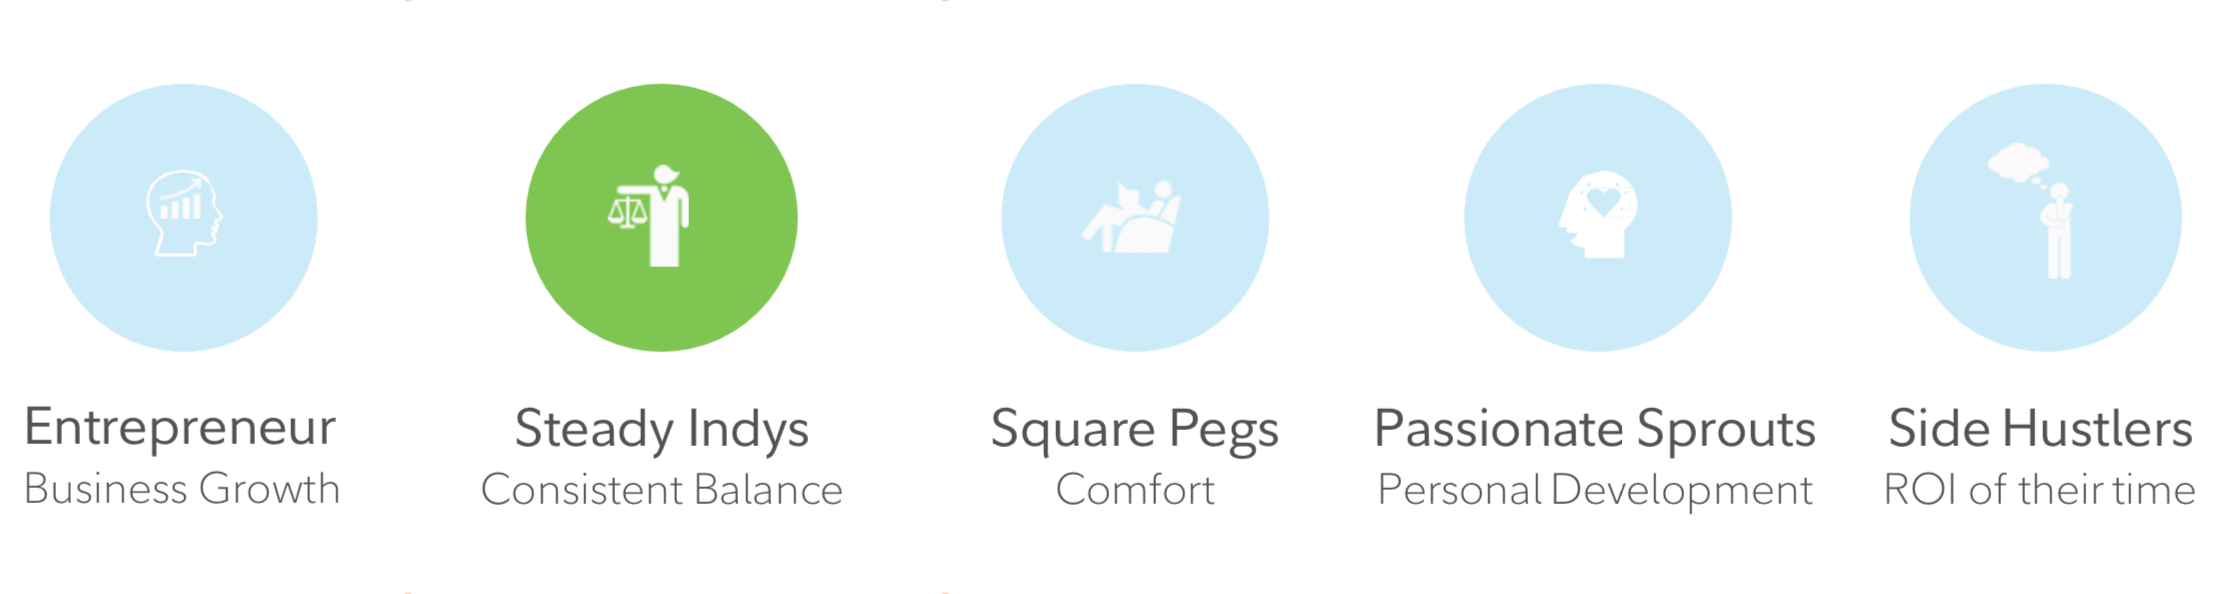 Entrepreneur
Business Growth
Steady Indys
Consistent Balance
Square Pegs
Comfort
Passionate Sprouts
Personal Development
Side Hustlers
ROI of their time